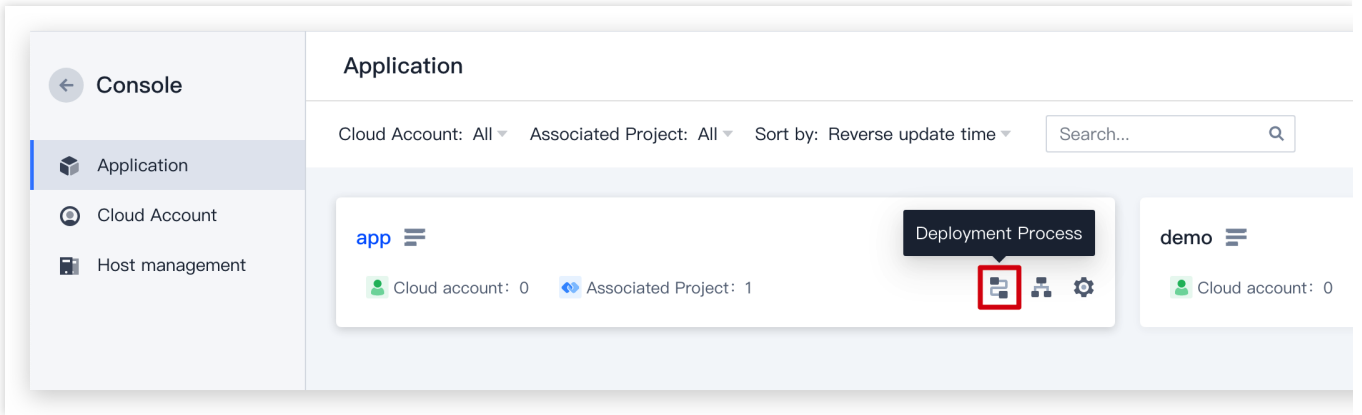 Console
Application
Cloud Account
Host management
Application
Cloud Account: All Associated Project: All Sort by: Reverse update time Search...
app
Deployment Process
Cloud account：0 Associated Project：1
demo
Cloud account：0